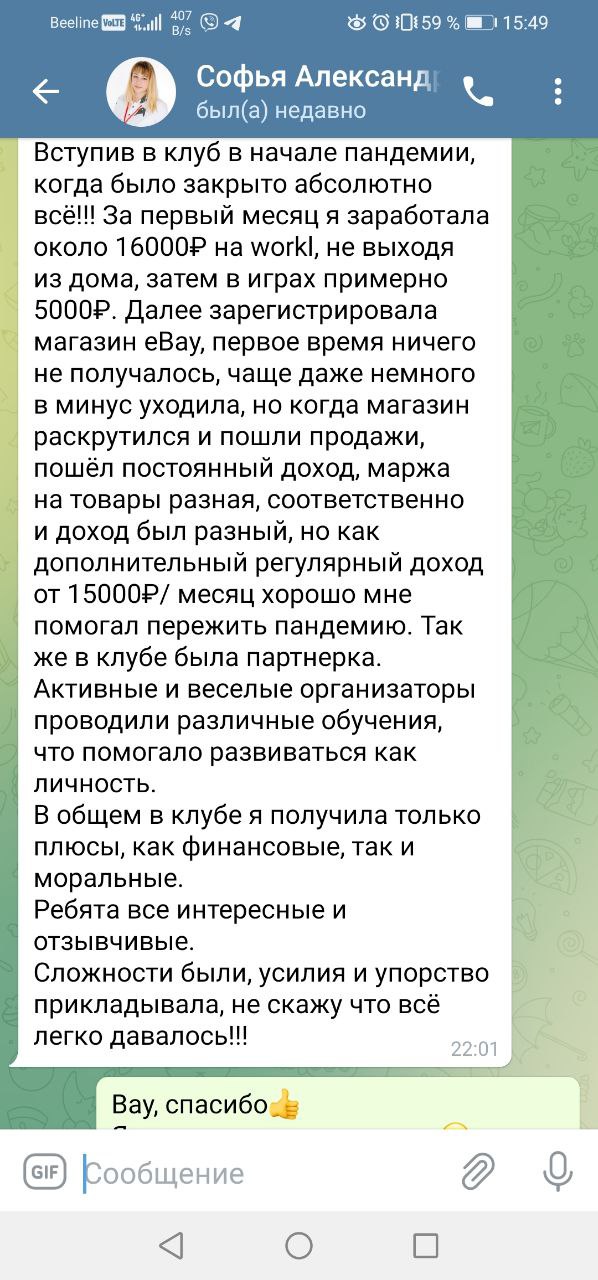 Beeline VoLTE 4G+ 407 B/s 59 % 15:49
Софья Александр
был(а) недавно
Вступив в клуб в начале пандемии,
когда было закрыто абсолютно
всё!!! За первый месяц я заработала
около 16000₽ на workl, не выходя
из дома, затем в играх примерно
5000₽. Далее зарегистрировала
магазин eBay, первое время ничего
не получалось, чаще даже немного
в минус уходила, но когда магазин
раскрутился и пошли продажи,
пошёл постоянный доход, маржа
на товары разная, соответственно
и доход был разный, но как
дополнительный регулярный доход
от 15000₽/ месяц хорошо мне
помогал пережить пандемию. Так
же в клубе была партнерка.
Активные и веселые организаторы
проводили различные обучения,
что помогало развиваться как
личность.
В общем в клубе я получила только
плюсы, как финансовые, так и
моральные.
Ребята все интересные и
отзывчивые.
Сложности были, усилия и упорство
прикладывала, не скажу что всё
легко давалось!!!
22:01
Вау, спасибо👍
GIF Сообщение